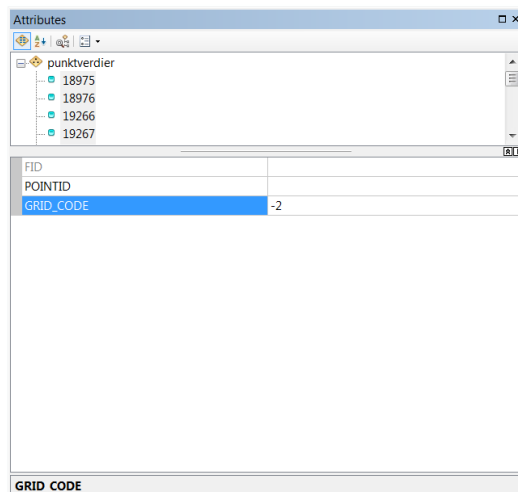 Attributes
punktverdier
18975
18976
19266
19267
FID
POINTID
GRID_CODE -2
GRID CODE